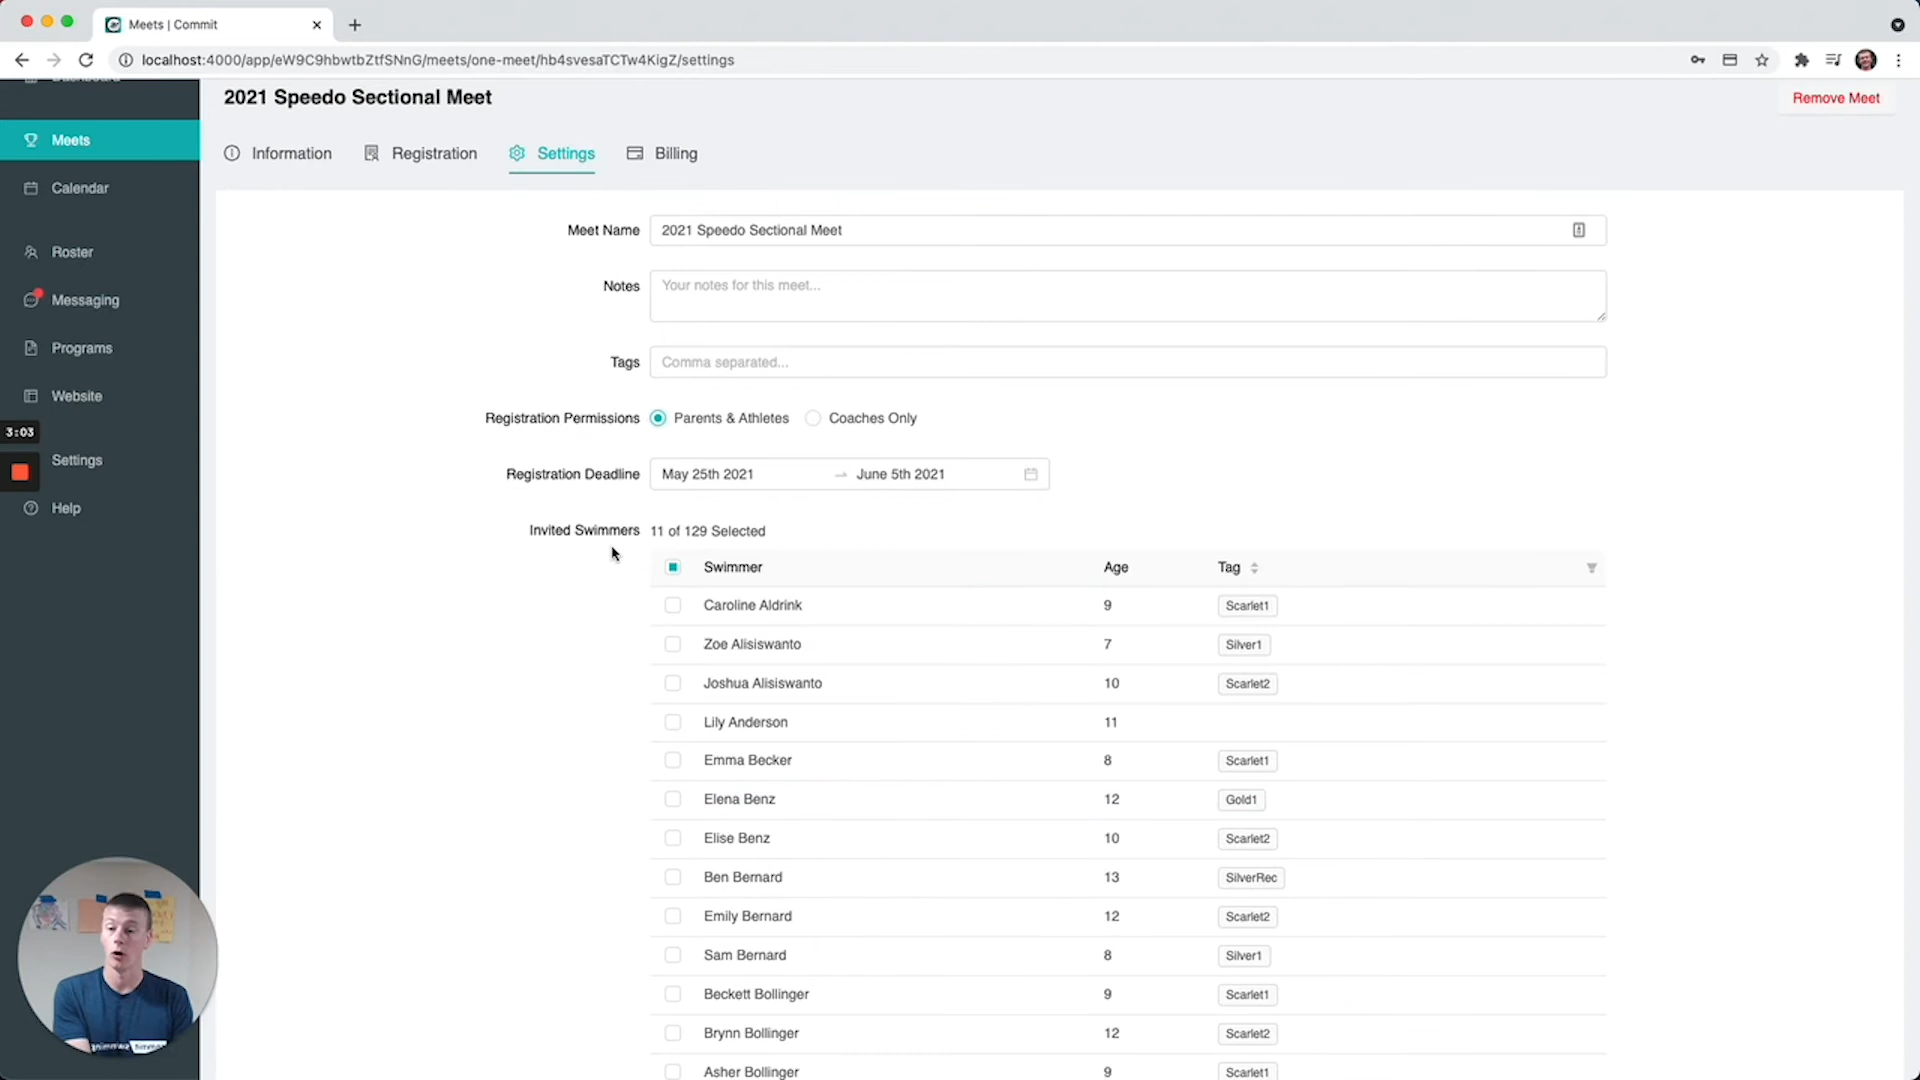 Meets | Commit
localhost:4000/app/eW9C9hbwtbZtfSNnG/meets/one-meet/hb4svesaTCTw4KigZ/settings
Dashboard
2021 Speedo Sectional Meet
Remove Meet
Meets
Information
Registration
Settings
Billing
Calendar
Roster
Messaging
Programs
Website
3:03
Settings
Help
Meet Name
2021 Speedo Sectional Meet
Notes
Your notes for this meet...
Tags
Comma separated...
Registration Permissions
Parents & Athletes
Coaches Only
Registration Deadline
May 25th 2021
June 5th 2021
Invited Swimmers
11 of 129 Selected
Swimmer Age Tag
Caroline Aldrink 9 Scarlet1
Zoe Alisiswanto 7 Silver1
Joshua Alisiswanto 10 Scarlet2
Lily Anderson 11
Emma Becker 8 Scarlet1
Elena Benz 12 Gold1
Elise Benz 10 Scarlet2
Ben Bernard 13 SilverRec
Emily Bernard 12 Scarlet2
Sam Bernard 8 Silver1
Beckett Bollinger 9 Scarlet1
Brynn Bollinger 12 Scarlet2
Asher Bollinger 9 Scarlet1